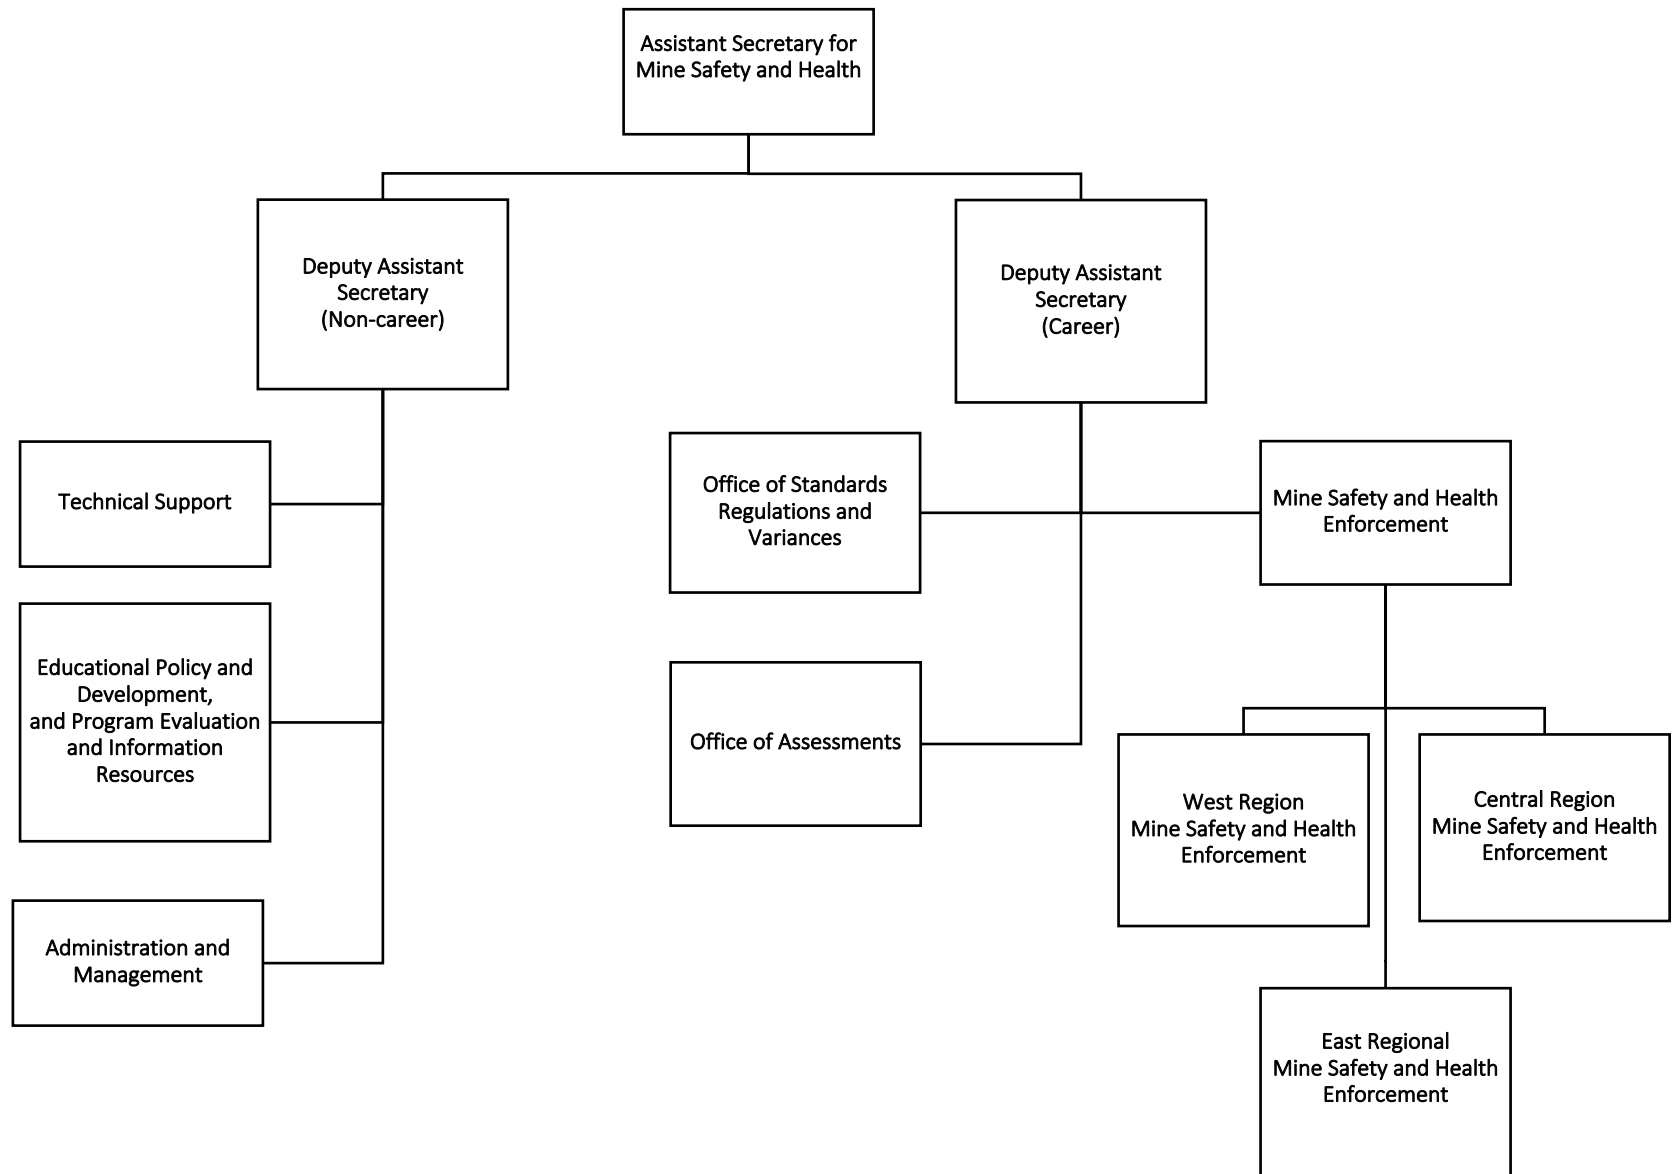 Assistant Secretary for
Mine Safety and Health
Deputy Assistant
Secretary
(Non-career)
Deputy Assistant
Secretary
(Career)
Technical Support
Educational Policy and
Development,
and Program Evaluation
and Information
Resources
Administration and
Management
Office of Standards
Regulations and
Variances
Office of Assessments
Mine Safety and Health
Enforcement
West Region
Mine Safety and Health
Enforcement
Central Region
Mine Safety and Health
Enforcement
East Regional
Mine Safety and Health
Enforcement